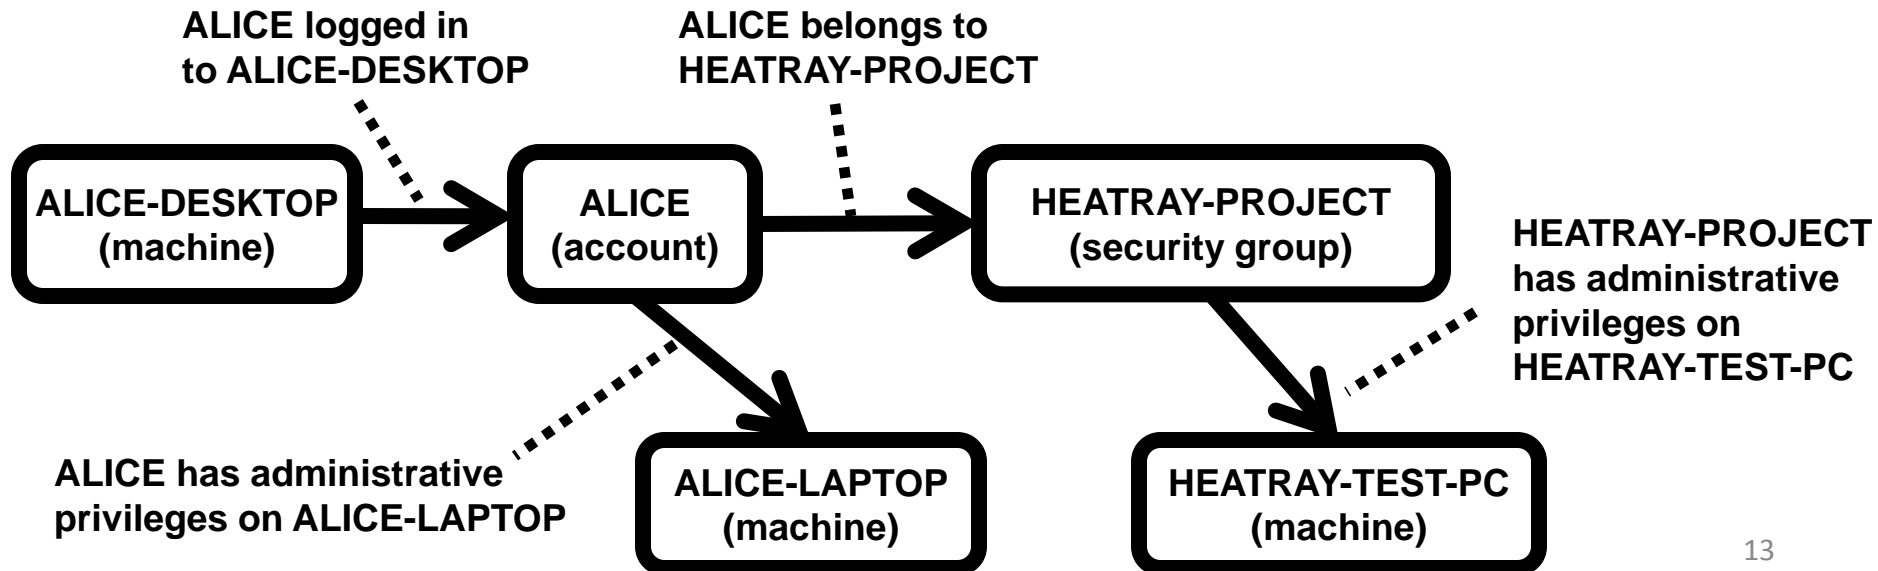 ALICE logged in
to ALICE-DESKTOP
ALICE belongs to
HEATRAY-PROJECT
ALICE-DESKTOP
(machine)
ALICE
(account)
HEATRAY-PROJECT
(security group)
HEATRAY-PROJECT
has administrative
privileges on
HEATRAY-TEST-PC
ALICE has administrative
privileges on ALICE-LAPTOP
ALICE-LAPTOP
(machine)
HEATRAY-TEST-PC
(machine)
13